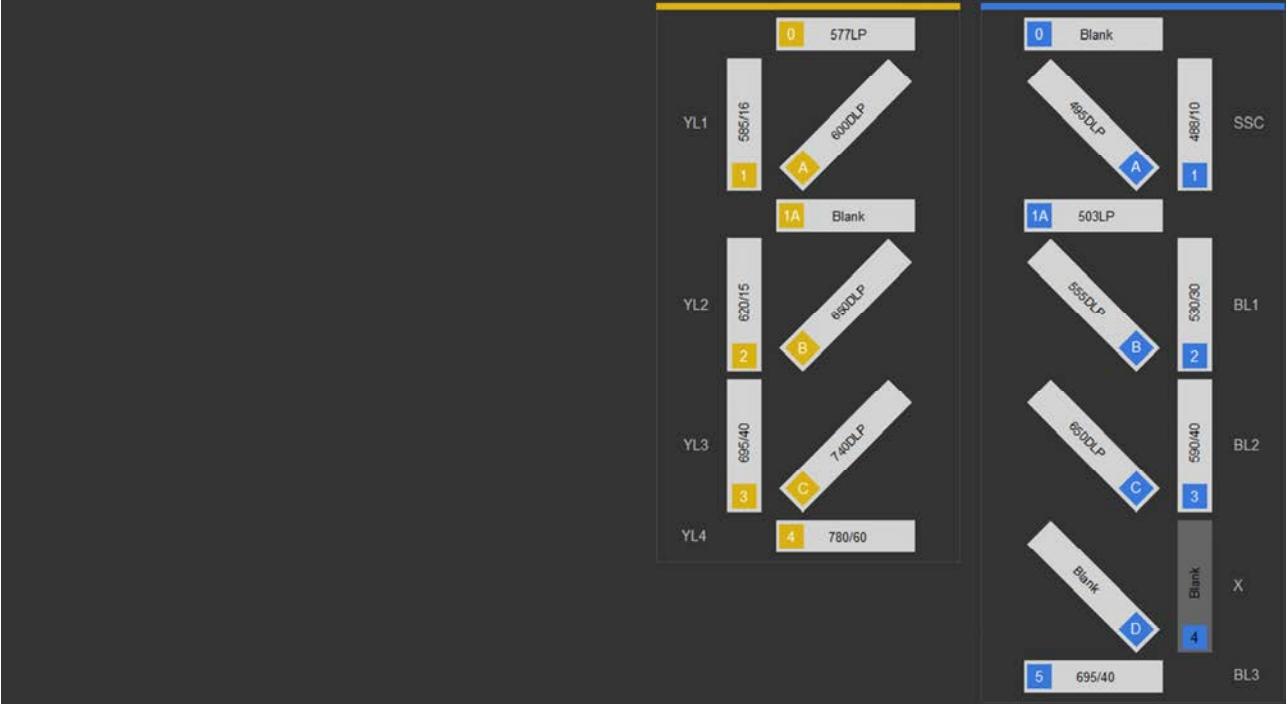 0 577LP
YL1 585/16 1
600DLP A
1A Blank
YL2 620/15 2
650DLP B
YL3 695/40 3
740DLP C
YL4 4 780/60
0 Blank
495DLP A
488/10 1 SSC
1A 503LP
555DLP B
530/30 2 BL1
650DLP C
590/40 3 BL2
Blank D
Blank 4 X
5 695/40 BL3